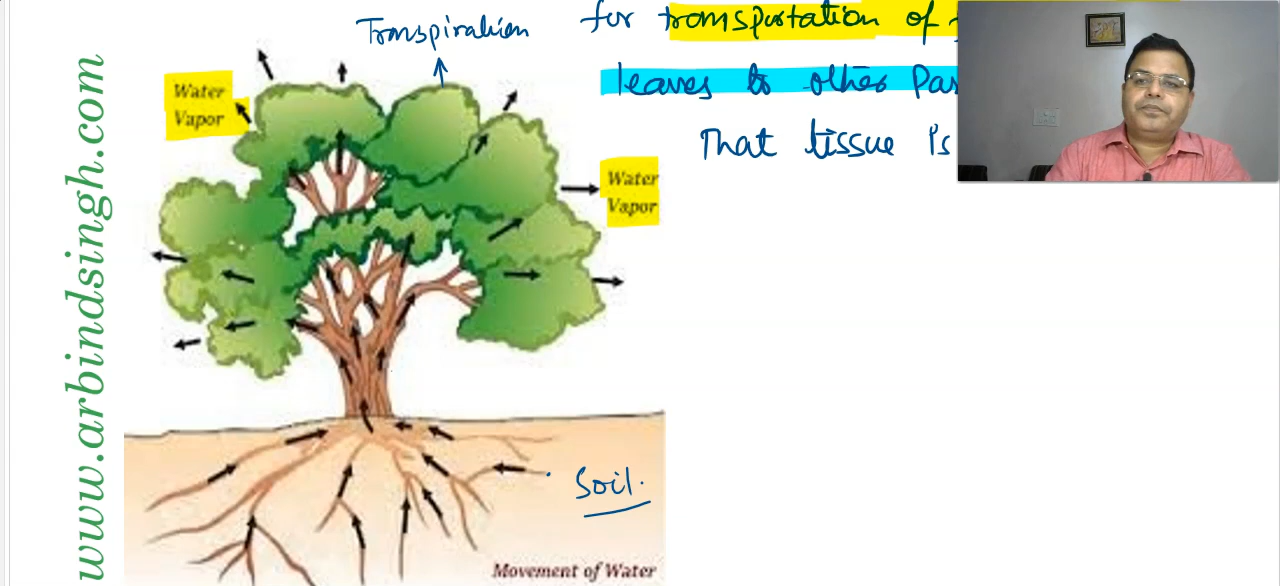 Transpiration
for transportation of
leaves to other
That tissue is
Water
Vapor
Water
Vapor
Soil.
Movement of Water
www.arbindsingh.com